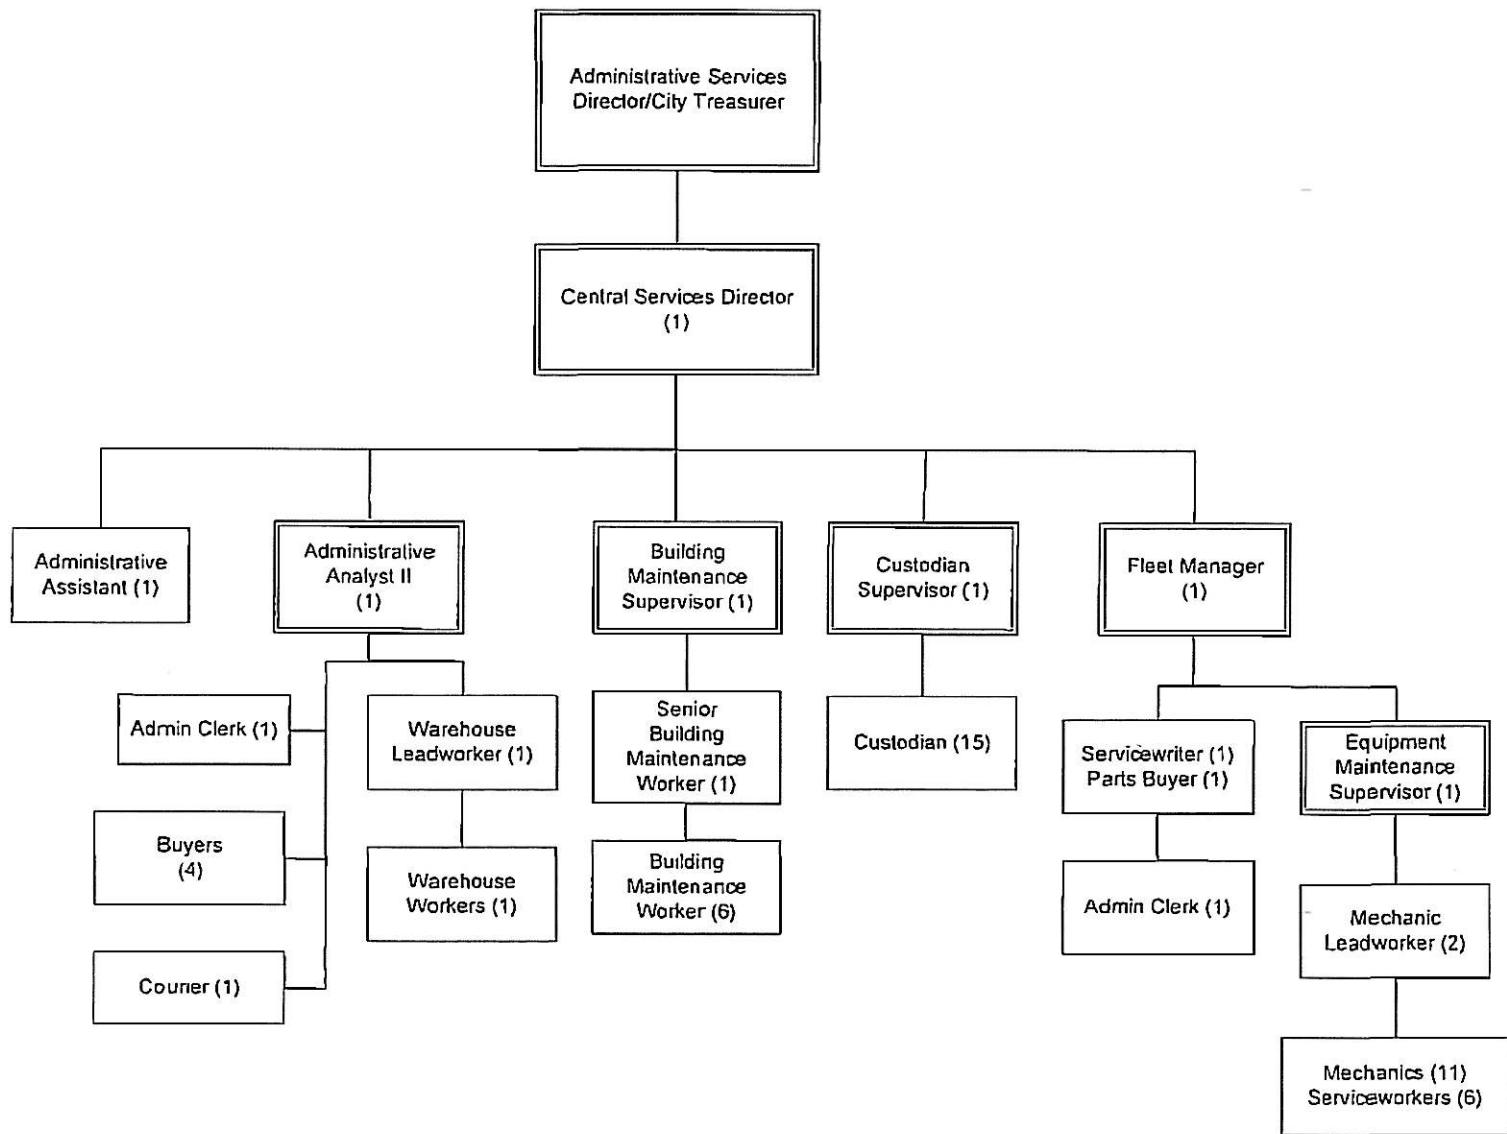 Administrative Services
Director/City Treasurer
Central Services Director
(1)
Administrative
Assistant (1)
Administrative
Analyst II
(1)
Building
Maintenance
Supervisor (1)
Custodian
Supervisor (1)
Fleet Manager
(1)
Admin Clerk (1)
Buyers
(4)
Courier (1)
Warehouse
Leadworker (1)
Warehouse
Workers (1)
Senior
Building
Maintenance
Worker (1)
Building
Maintenance
Worker (6)
Custodian (15)
Servicewriter (1)
Parts Buyer (1)
Admin Clerk (1)
Equipment
Maintenance
Supervisor (1)
Mechanic
Leadworker (2)
Mechanics (11)
Serviceworkers (6)